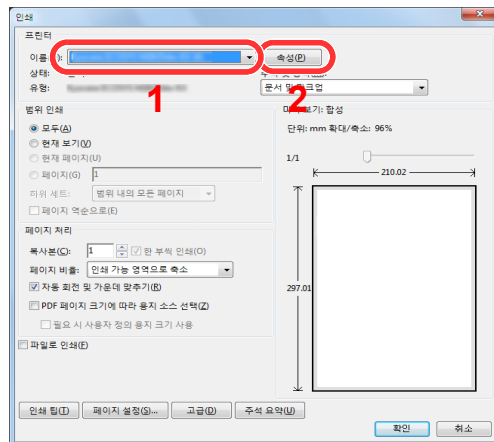 인쇄
프린터
이름
속성(P)
상태:
유형:
문서 및
크업
1
2
범위 인쇄
보기: 합성
모두(A)
현재 보기(V)
현재 페이지(U)
페이지(G) 1
하위 세트: 범위 내의 모든 페이지
페이지 역순으로(E)
단위: mm 확대/축소: 96%
1/1
210.02
297.01
페이지 처리
복사본(C): 1 한 부씩 인쇄(O)
페이지 비율: 인쇄 가능 영역으로 축소
자동 회전 및 가운데 맞추기(R)
PDF 페이지 크기에 따라 용지 소스 선택(Z)
필요 시 사용자 정의 용지 크기 사용
파일로 인쇄(F)
인쇄 팁(T) 페이지 설정(S)... 고급(D) 주석 요약(U)
확인 취소